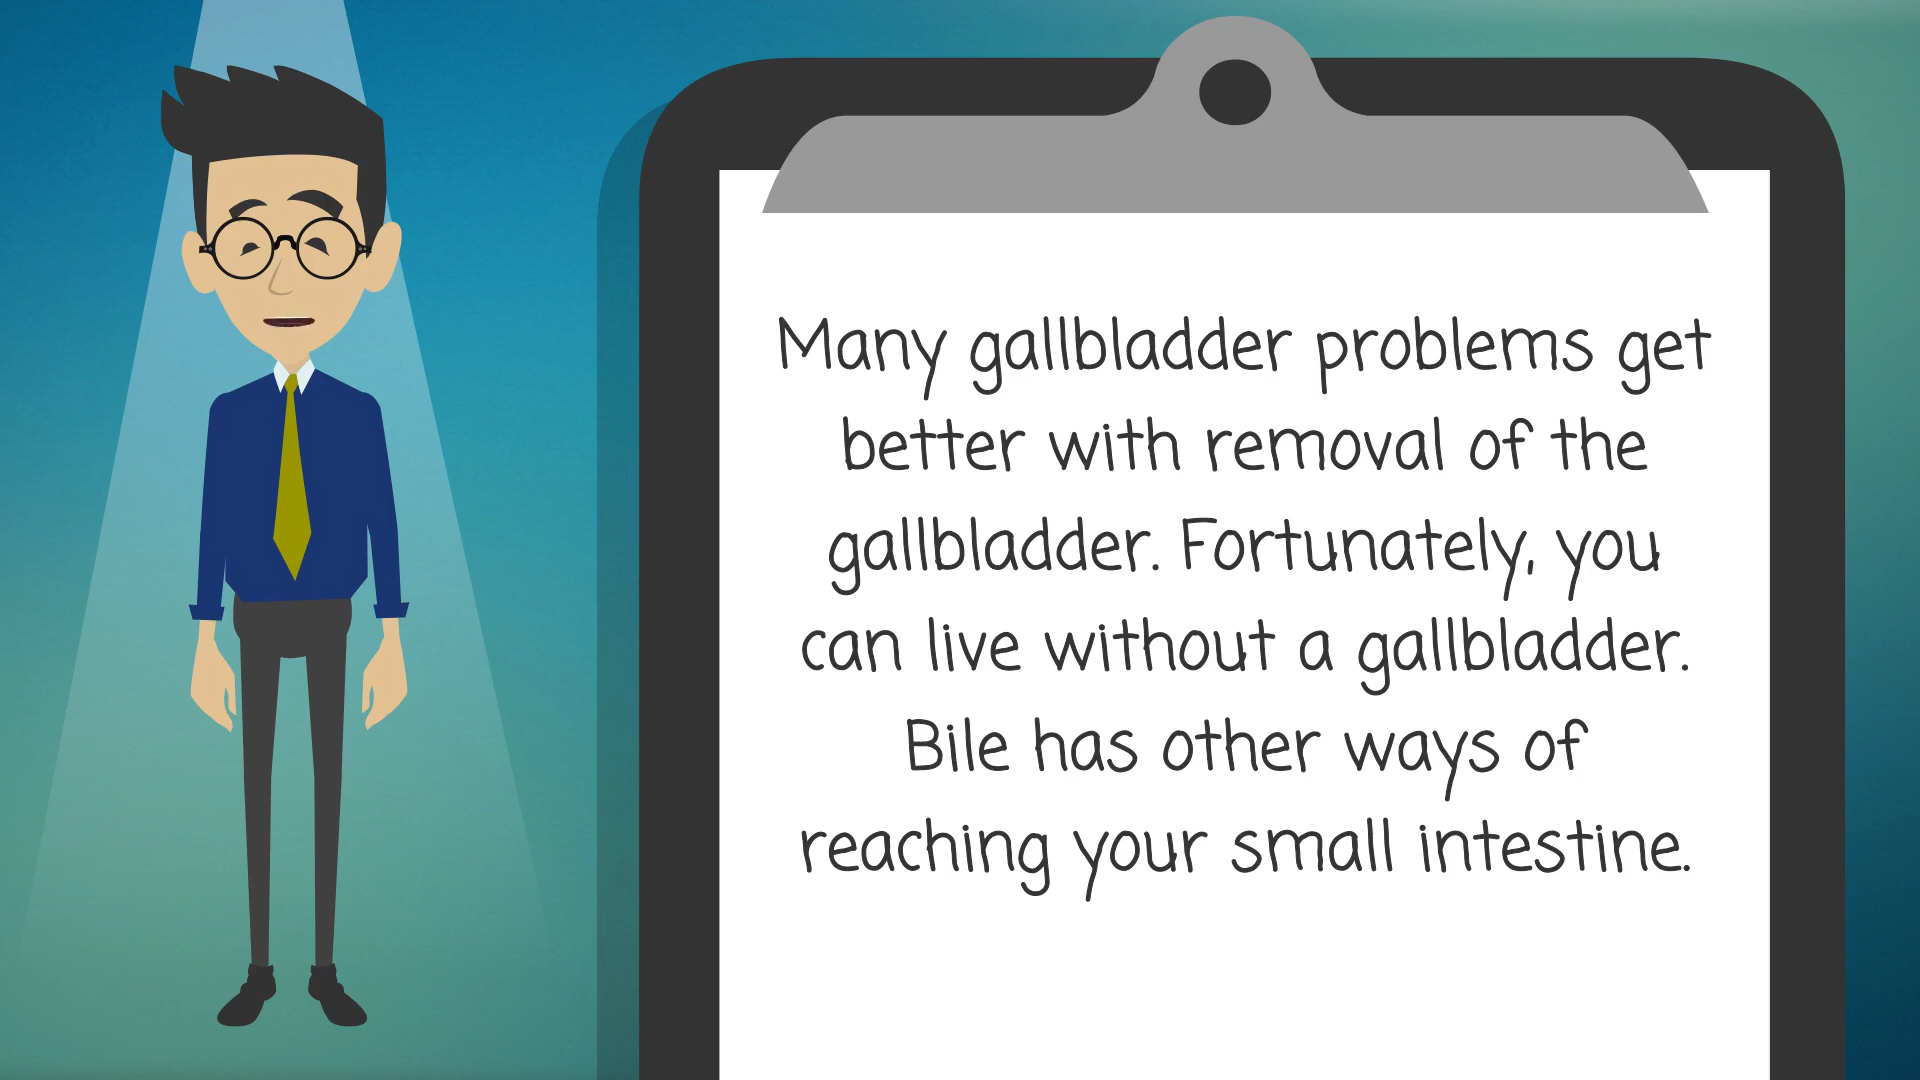 Many gallbladder problems get
better with removal of the
gallbladder. Fortunately, you
can live without a gallbladder.
Bile has other ways of
reaching your small intestine.